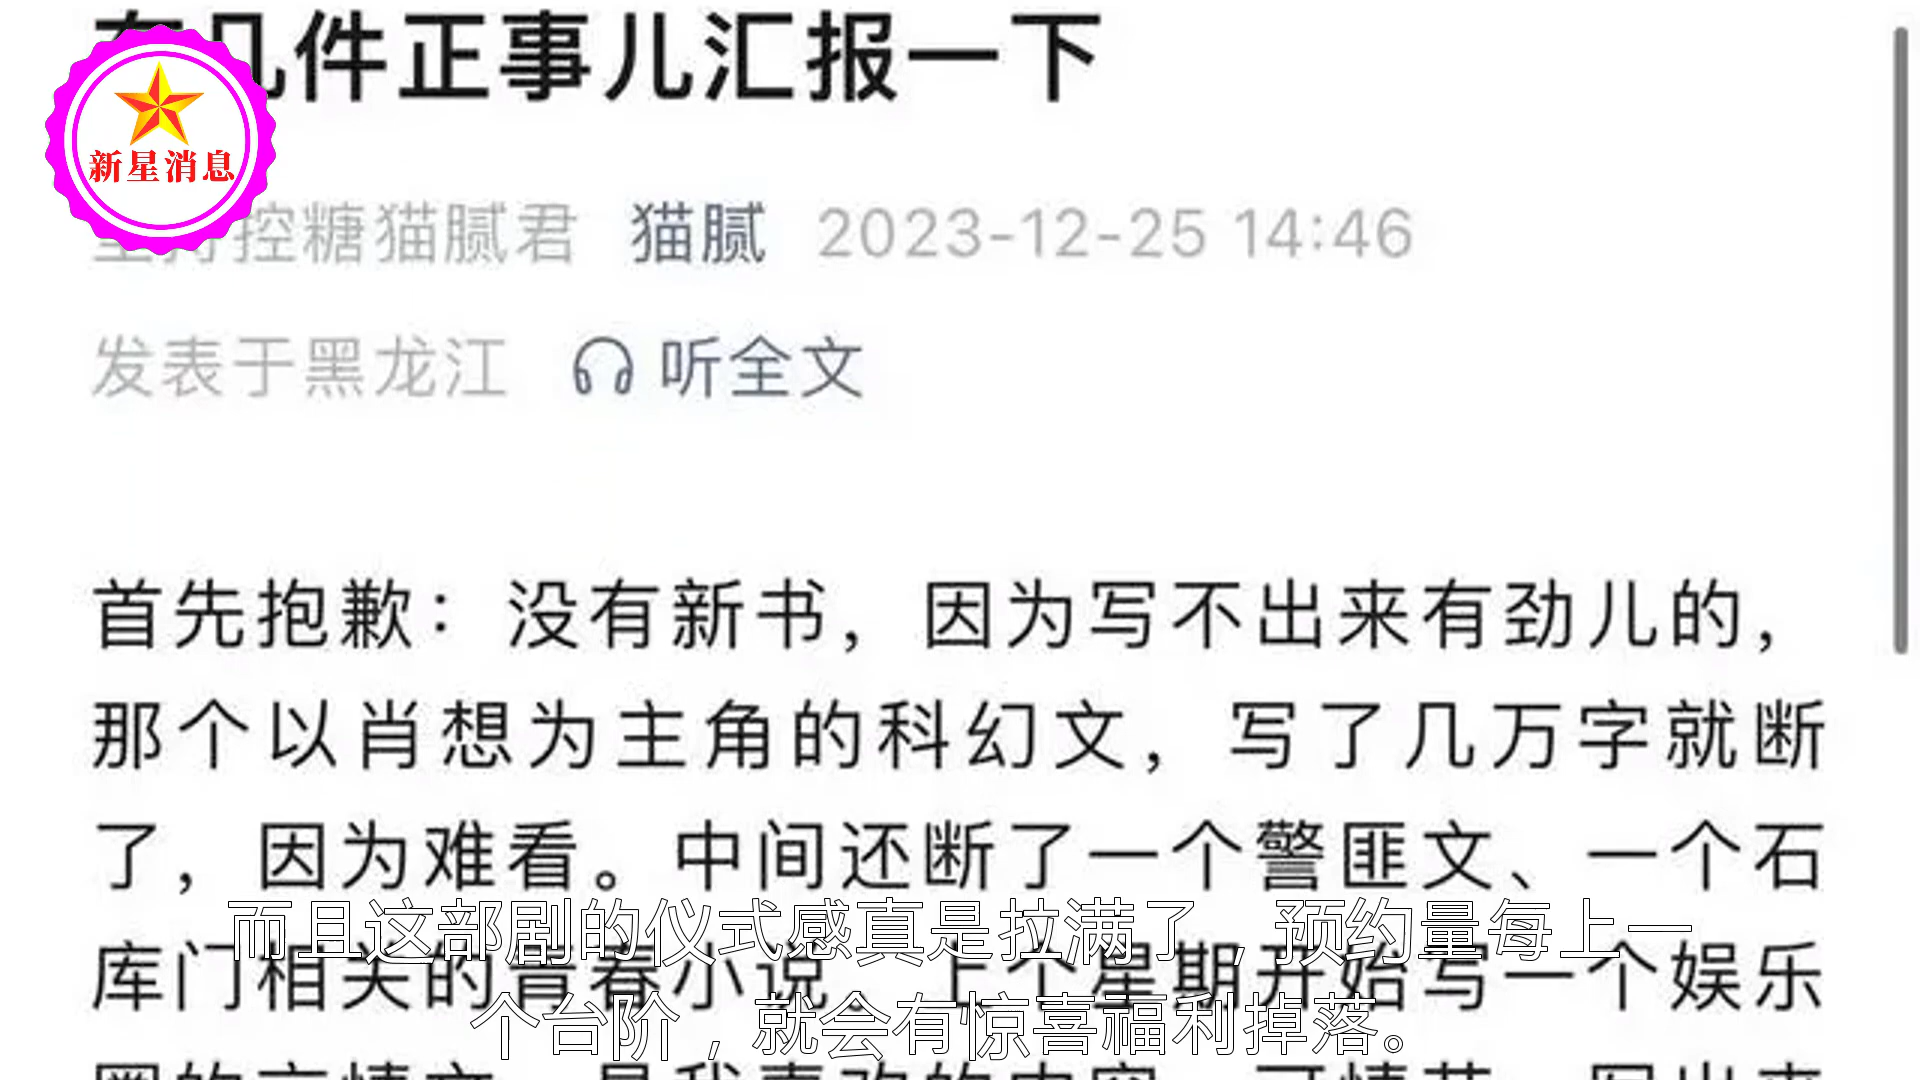 有几件正事儿汇报一下
新星消息
控糖猫腻君 猫腻 2023-12-25 14:46
发表于黑龙江 听全文
首先抱歉：没有新书，因为写不出来有劲儿的，
那个以肖想为主角的科幻文，写了几万字就断
了，因为难看。中间还断了一个警匪文、一个石
而且这部剧的仪式感真是拉满了，预约量每上一
库门相关的青春小说。上个星期开始写一个娱乐
个台阶，就会有惊喜福利掉落。